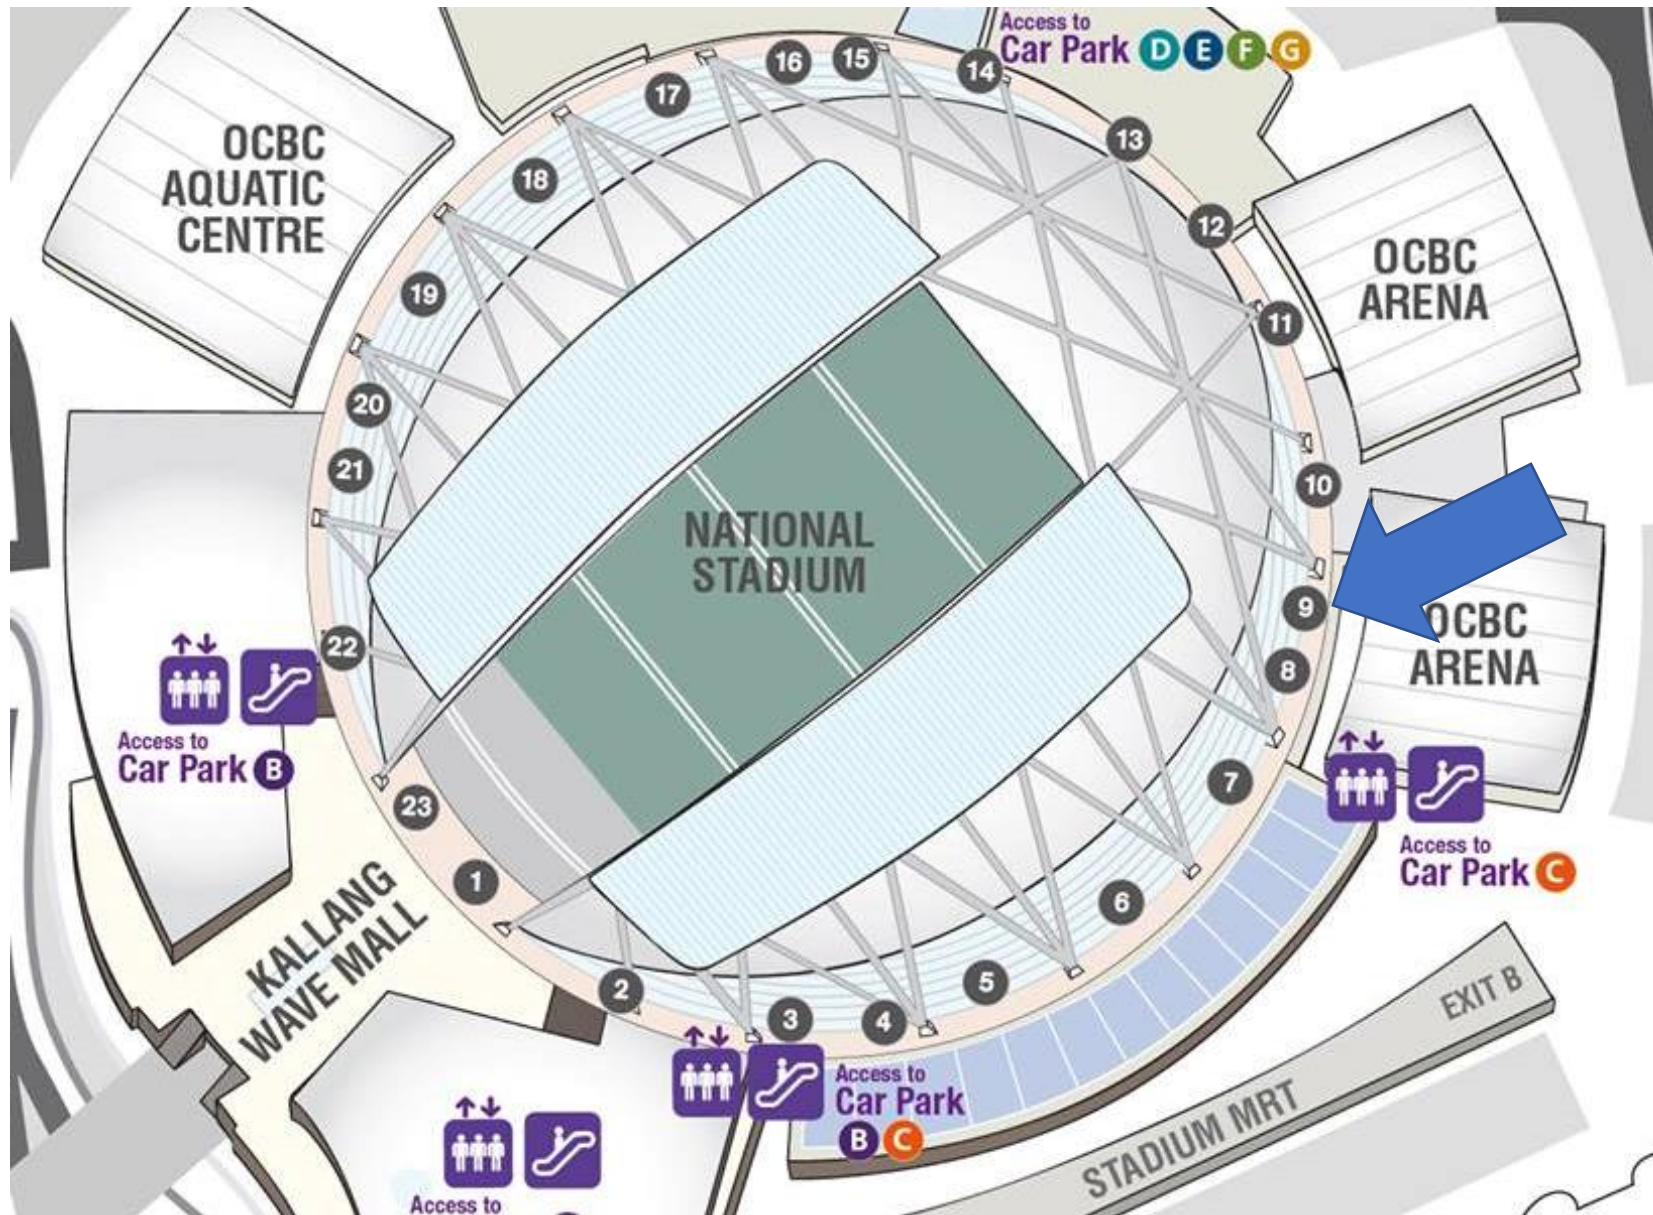 Access to
Car Park D E F G
16
15
14
17
13
OCBC
AQUATIC
CENTRE
18
12
OCBC
ARENA
19
11
20
21
10
NATIONAL
STADIUM
9
OCBC
ARENA
22
8
Access to
Car Park B
7
23
Access to
Car Park C
1
6
KALLANG
WAVE MALL
2
5
3
4
EXIT B
Access to
Car Park
B C
STADIUM MRT
Access to